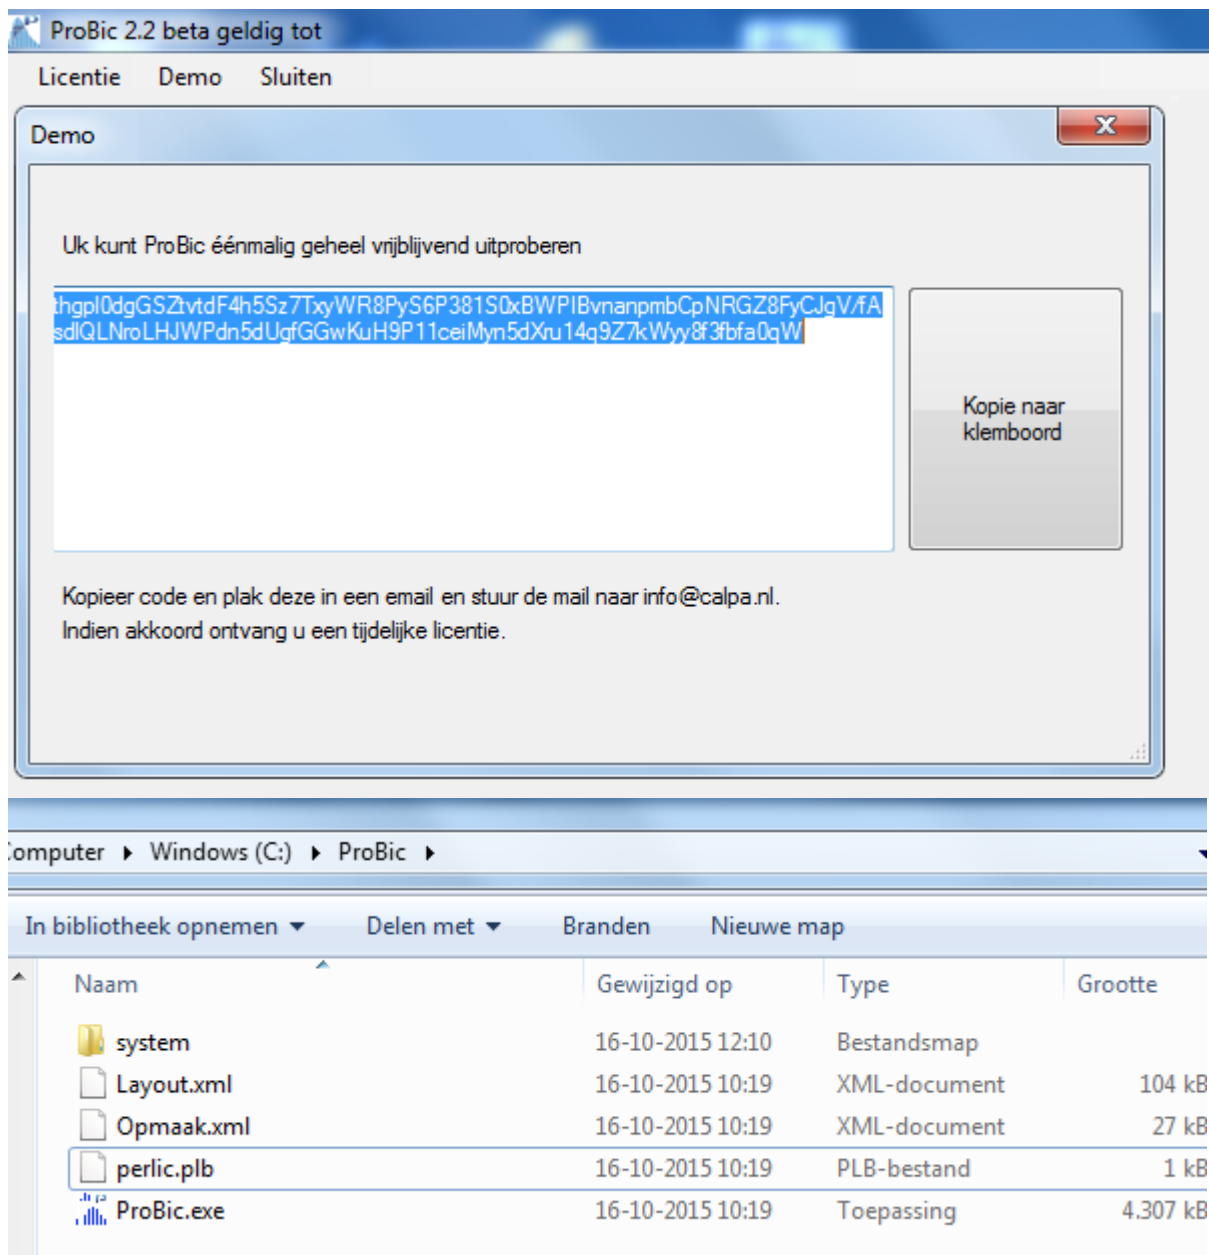 ProBic 2.2 beta geldig tot
Licentie Demo Sluiten
Demo
Uk kunt ProBic éénmalig geheel vrijblijvend uitproberen
thgpl0dgGSZtvtdF4h5Sz7TxyWR8PyS6P381S0xBWPIBvnanpmbCpNRGZ8FyCJgV/fA
sdlQLNroLHJWPdn5dUgfGGwKuH9P11ceiMyn5dXru14q9Z7kWyy8f3fbfa0qW
Kopie naar
klembord
Kopieer code en plak deze in een email en stuur de mail naar info@calpa.nl.
Indien akkoord ontvang u een tijdelijke licentie.
Computer Windows (C:) ProBic
In bibliotheek opnemen Delen met Branden Nieuwe map
Naam Gewijzigd op Type Grootte
system 16-10-2015 12:10 Bestandsmap
Layout.xml 16-10-2015 10:19 XML-document 104 kB
Opmaak.xml 16-10-2015 10:19 XML-document 27 kB
perlic.plb 16-10-2015 10:19 PLB-bestand 1 kB
ProBic.exe 16-10-2015 10:19 Toepassing 4.307 kB